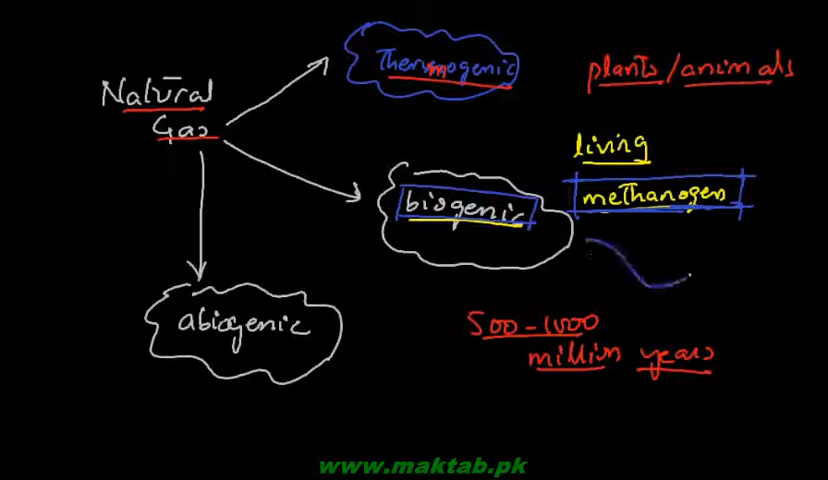 Thermogenic
plants/animals
Natural
Gas
living
methanogen
biogenic
abiogenic
500-1000
million years
www.maktab.pk